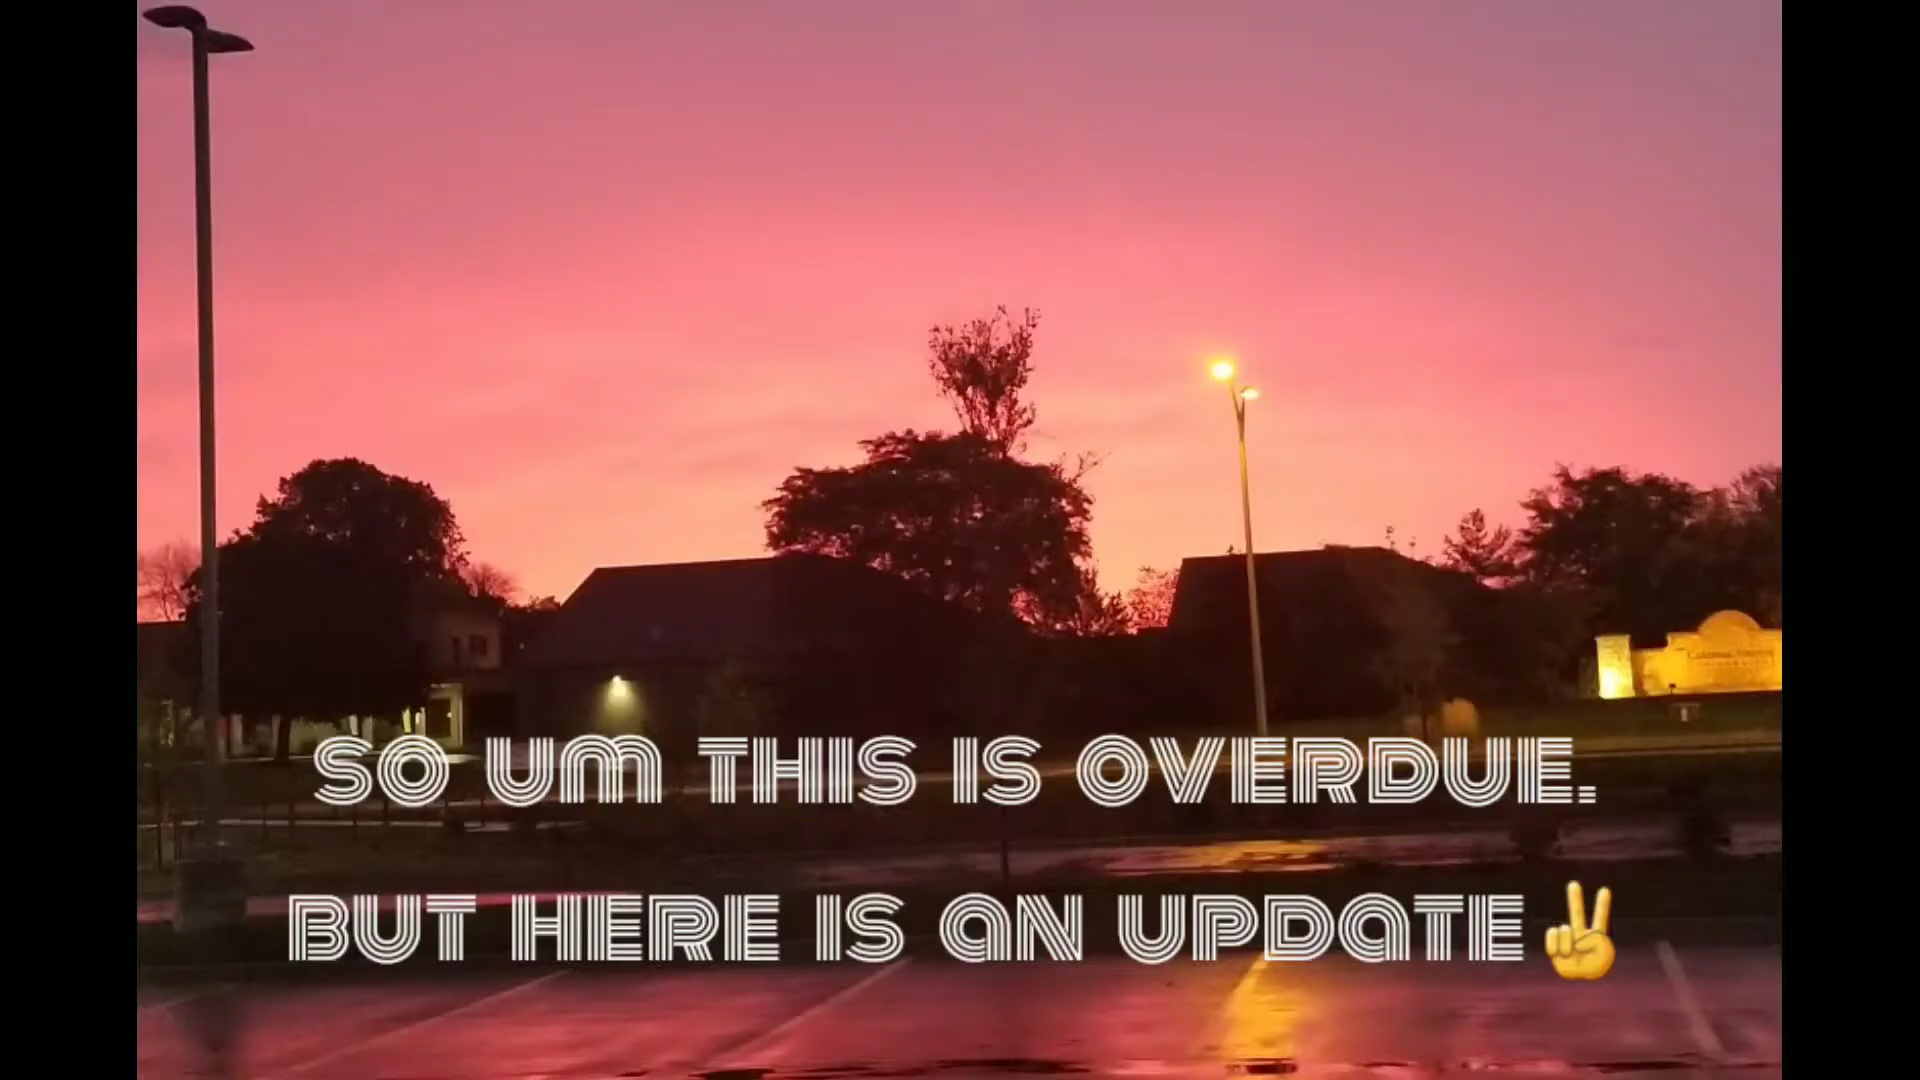 SO UM THIS IS OVERDUE.
BUT HERE IS AN UPDATE✌